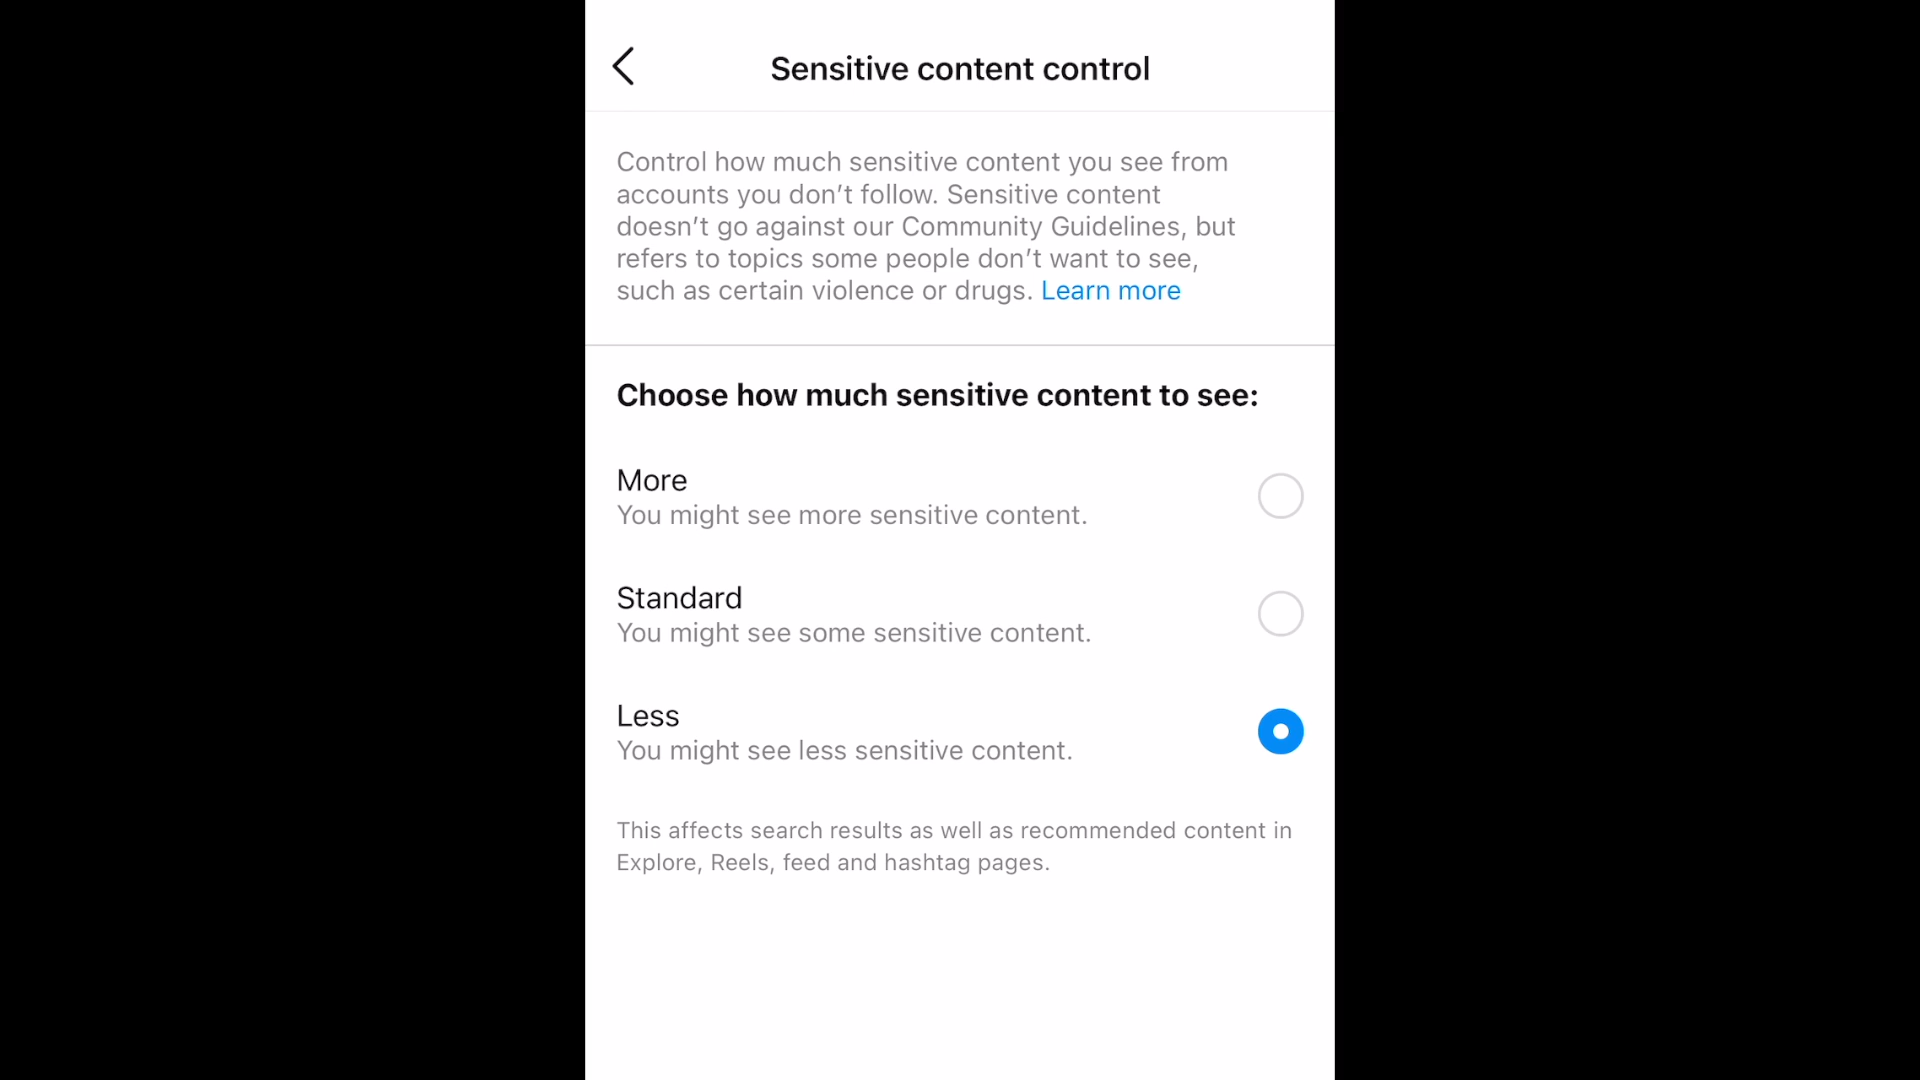 Sensitive content control
Control how much sensitive content you see from
accounts you don’t follow. Sensitive content
doesn’t go against our Community Guidelines, but
refers to topics some people don’t want to see,
such as certain violence or drugs. Learn more
Choose how much sensitive content to see:
More
You might see more sensitive content.
Standard
You might see some sensitive content.
Less
You might see less sensitive content.
This affects search results as well as recommended content in
Explore, Reels, feed and hashtag pages.